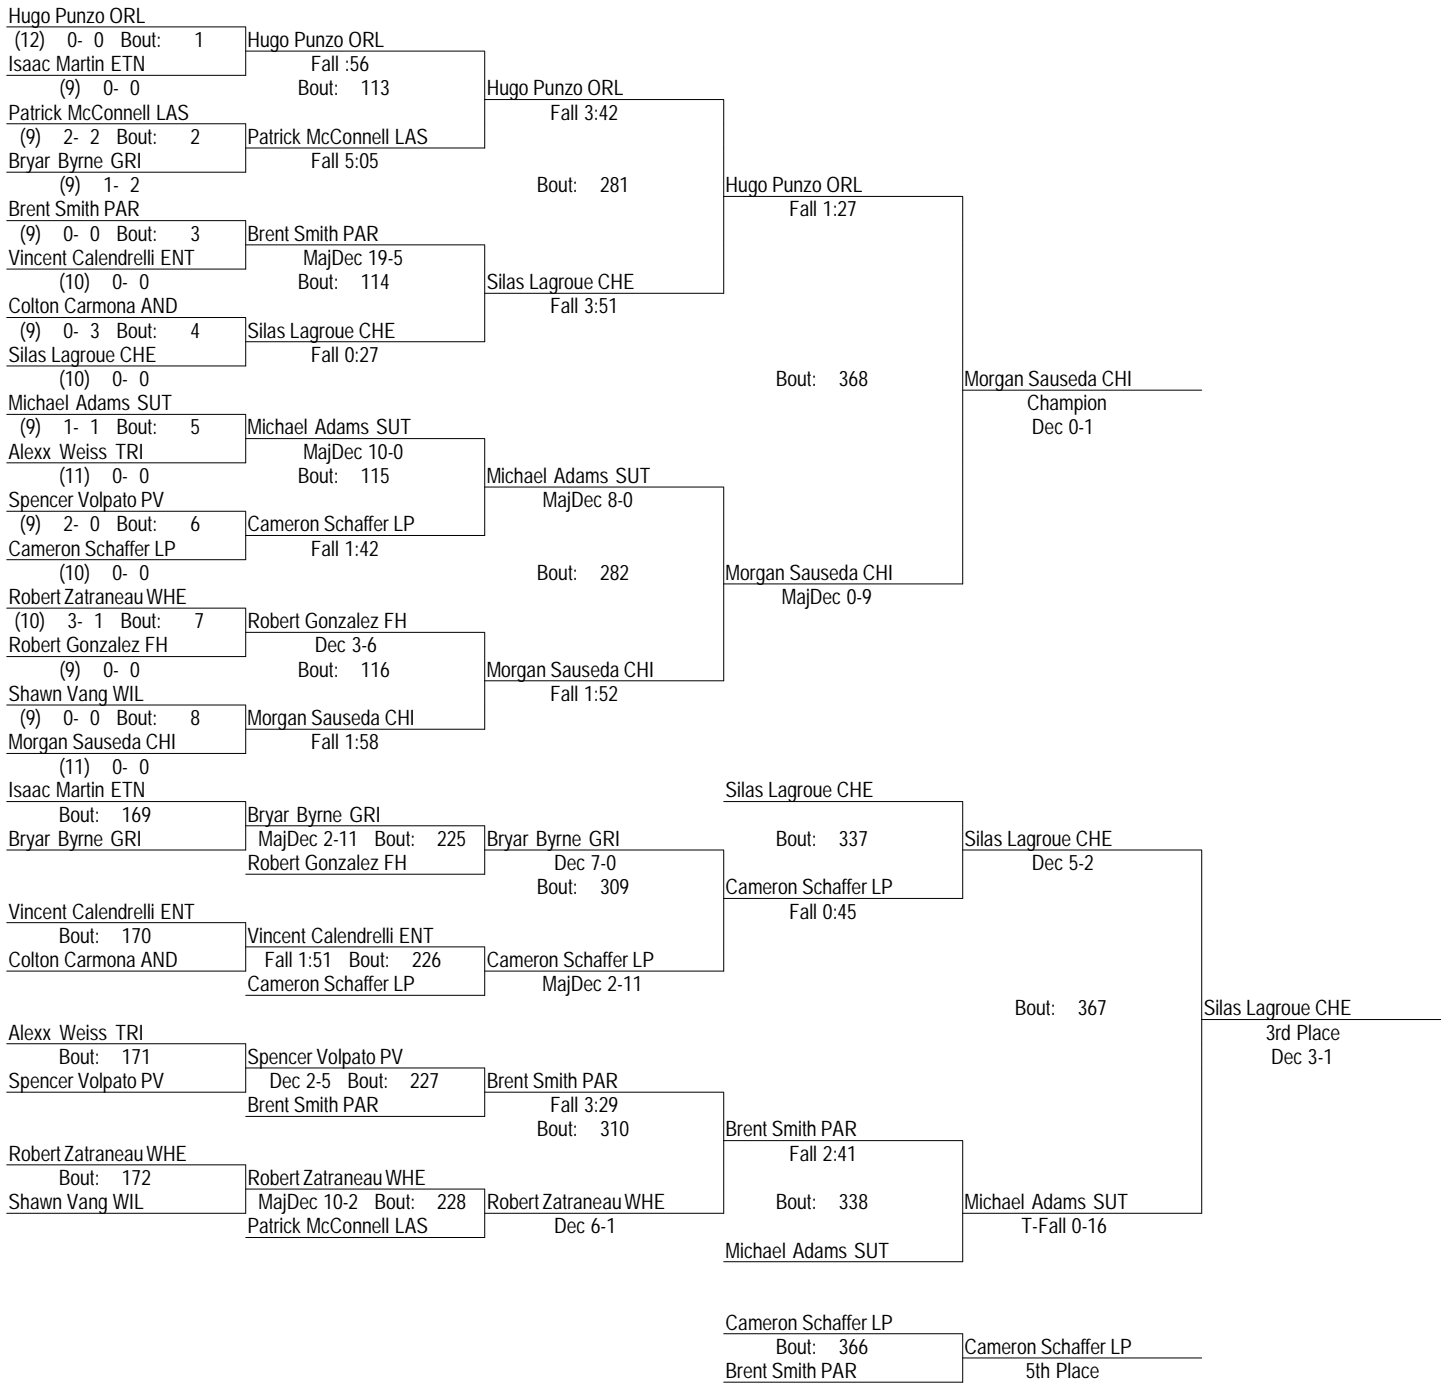 Hugo Punzo ORL
(12) 0- 0 Bout: 1 Hugo Punzo ORL
Isaac Martin ETN Fall :56
(9) 0- 0 Bout: 113 Hugo Punzo ORL
Patrick McConnell LAS Fall 3:42
(9) 2- 2 Bout: 2 Patrick McConnell LAS
Bryar Byrne GRI Fall 5:05
(9) 1- 2 Bout: 281 Hugo Punzo ORL
Brent Smith PAR Fall 1:27
(9) 0- 0 Bout: 3 Brent Smith PAR
Vincent Calendrelli ENT MajDec 19-5
(10) 0- 0 Bout: 114 Silas Lagroue CHE
Colton Carmona AND Fall 3:51
(9) 0- 3 Bout: 4 Silas Lagroue CHE
Silas Lagroue CHE Fall 0:27
(10) 0- 0 Bout: 368 Morgan Sauseda CHI
Michael Adams SUT Champion
(9) 1- 1 Bout: 5 Michael Adams SUT Dec 0-1
Alexx Weiss TRI MajDec 10-0
(11) 0- 0 Bout: 115 Michael Adams SUT
Spencer Volpato PV MajDec 8-0
(9) 2- 0 Bout: 6 Cameron Schaffer LP
Cameron Schaffer LP Fall 1:42
(10) 0- 0 Bout: 282 Morgan Sauseda CHI
Robert Zatraneau WHE MajDec 0-9
(10) 3- 1 Bout: 7 Robert Gonzalez FH
Robert Gonzalez FH Dec 3-6
(9) 0- 0 Bout: 116 Morgan Sauseda CHI
Shawn Vang WIL Fall 1:52
(9) 0- 0 Bout: 8 Morgan Sauseda CHI
Morgan Sauseda CHI Fall 1:58
(11) 0- 0
Isaac Martin ETN Silas Lagroue CHE
Bout: 169 Bryar Byrne GRI
Bryar Byrne GRI MajDec 2-11 Bout: 225 Bryar Byrne GRI Bout: 337 Silas Lagroue CHE
Robert Gonzalez FH Dec 7-0 Dec 5-2
Bout: 309 Cameron Schaffer LP
Vincent Calendrelli ENT Fall 0:45
Bout: 170 Vincent Calendrelli ENT
Colton Carmona AND Fall 1:51 Bout: 226 Cameron Schaffer LP
Cameron Schaffer LP MajDec 2-11
Bout: 367 Silas Lagroue CHE
Alexx Weiss TRI 3rd Place
Bout: 171 Spencer Volpato PV Dec 3-1
Spencer Volpato PV Dec 2-5 Bout: 227 Brent Smith PAR
Brent Smith PAR Fall 3:29
Bout: 310 Brent Smith PAR
Robert Zatraneau WHE Fall 2:41
Bout: 172 Robert Zatraneau WHE
Shawn Vang WIL MajDec 10-2 Bout: 228 Robert Zatraneau WHE Bout: 338 Michael Adams SUT
Patrick McConnell LAS Dec 6-1 T-Fall 0-16
Michael Adams SUT
Cameron Schaffer LP
Bout: 366 Cameron Schaffer LP
Brent Smith PAR 5th Place